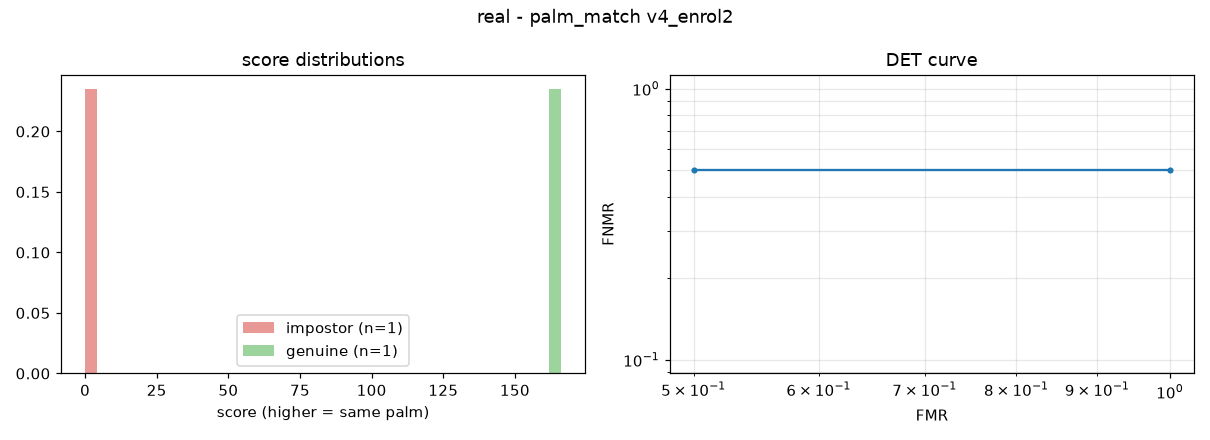 real - palm_match v4_enrol2
score distributions
0.20
0.15
0.10
0.05
0.00
impostor (n=1)
genuine (n=1)
0 25 50 75 100 125 150
score (higher = same palm)
DET curve
10⁰
10⁻¹
FNMR
5 × 10⁻¹ 6 × 10⁻¹ 7 × 10⁻¹ 8 × 10⁻¹ 9 × 10⁻¹ 10⁰
FMR